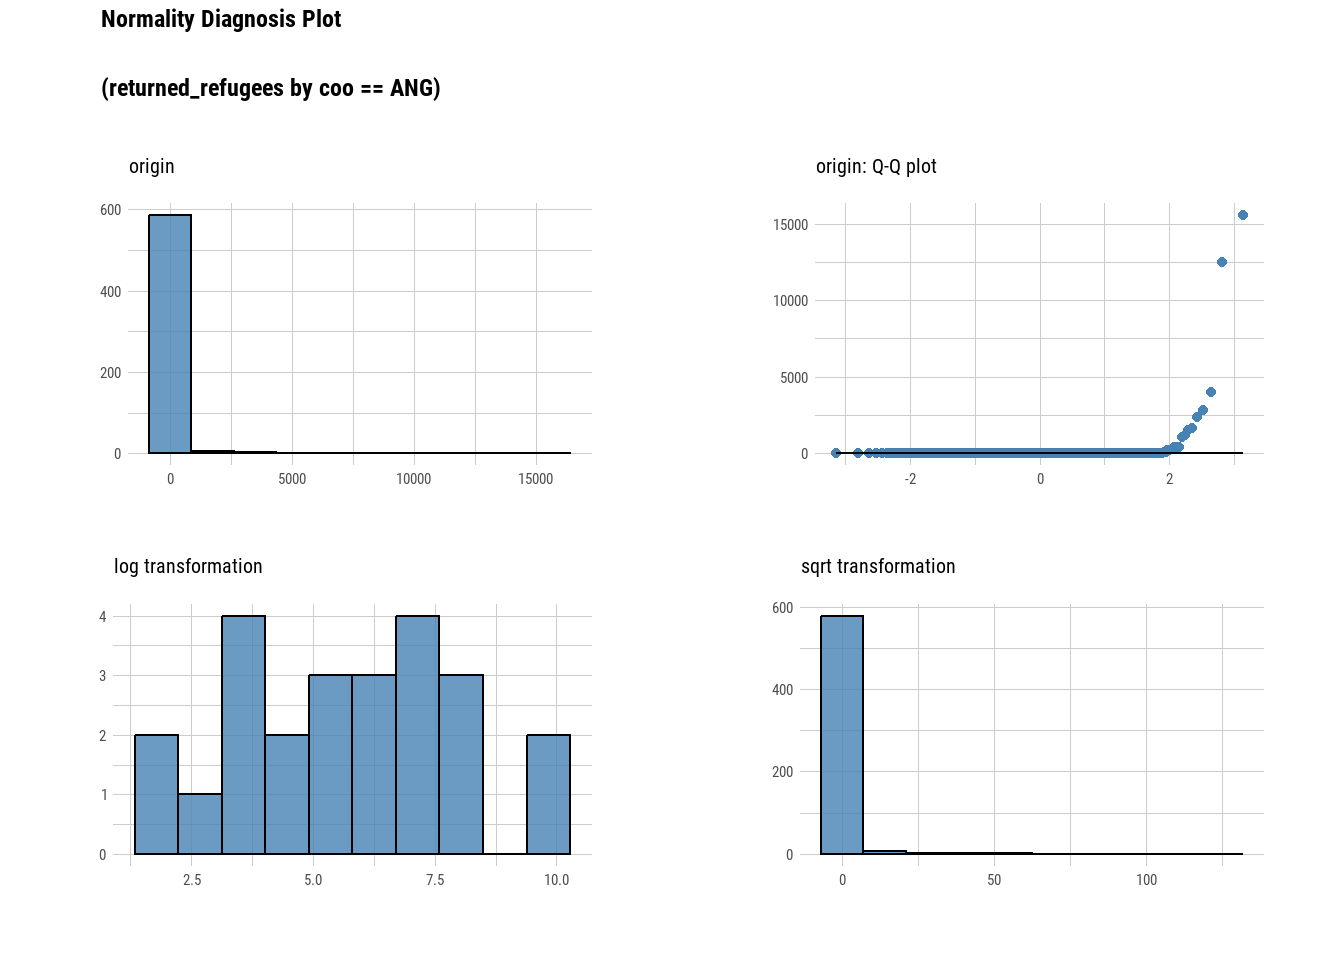 Normality Diagnosis Plot
(returned_refugees by coo == ANG)
origin
600
400
200
0
0 5000 10000 15000
origin: Q-Q plot
15000
10000
5000
0
-2 0 2
log transformation
4
3
2
1
0
2.5 5.0 7.5 10.0
sqrt transformation
600
400
200
0
0 50 100